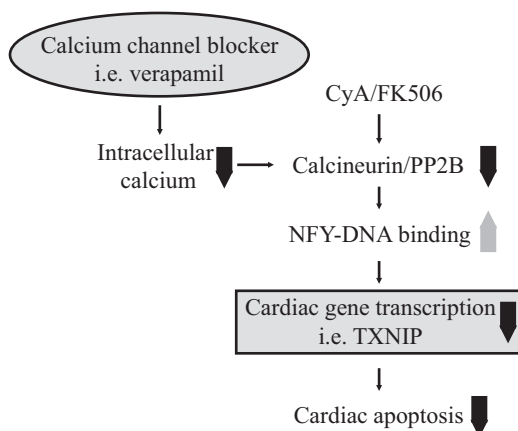 Calcium channel blocker
i.e. verapamil
CyA/FK506
Intracellular
calcium
Calcineurin/PP2B
NFY-DNA binding
Cardiac gene transcription
i.e. TXNIP
Cardiac apoptosis